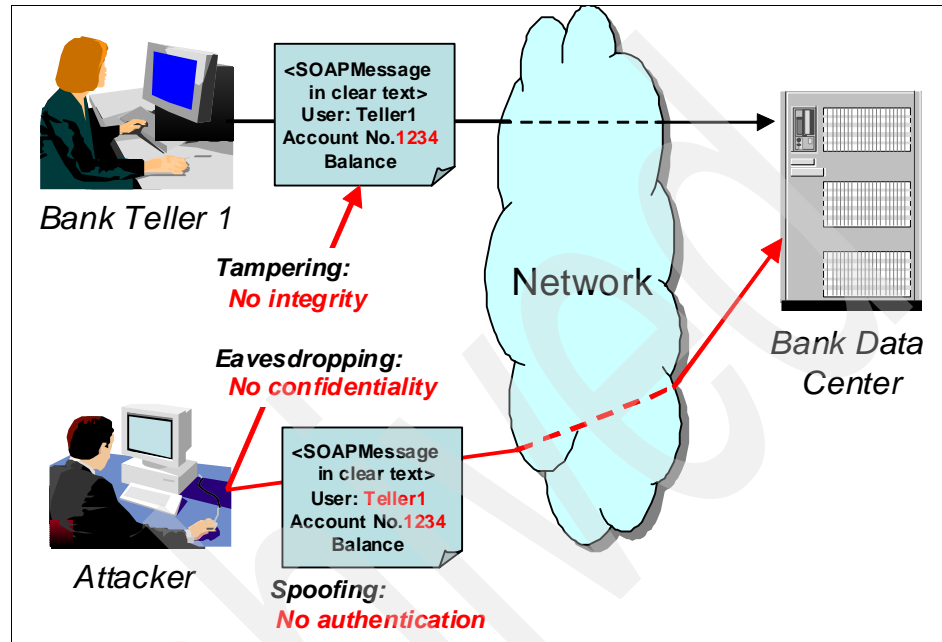 <SOAPMessage
in clear text>
User: Teller1
Account No.1234
Balance
Bank Teller 1
Tampering:
No integrity
Network
Bank Data
Center
Eavesdropping:
No confidentiality
<SOAPMessage
in clear text>
User: Teller1
Account No.1234
Balance
Attacker
Spoofing:
No authentication